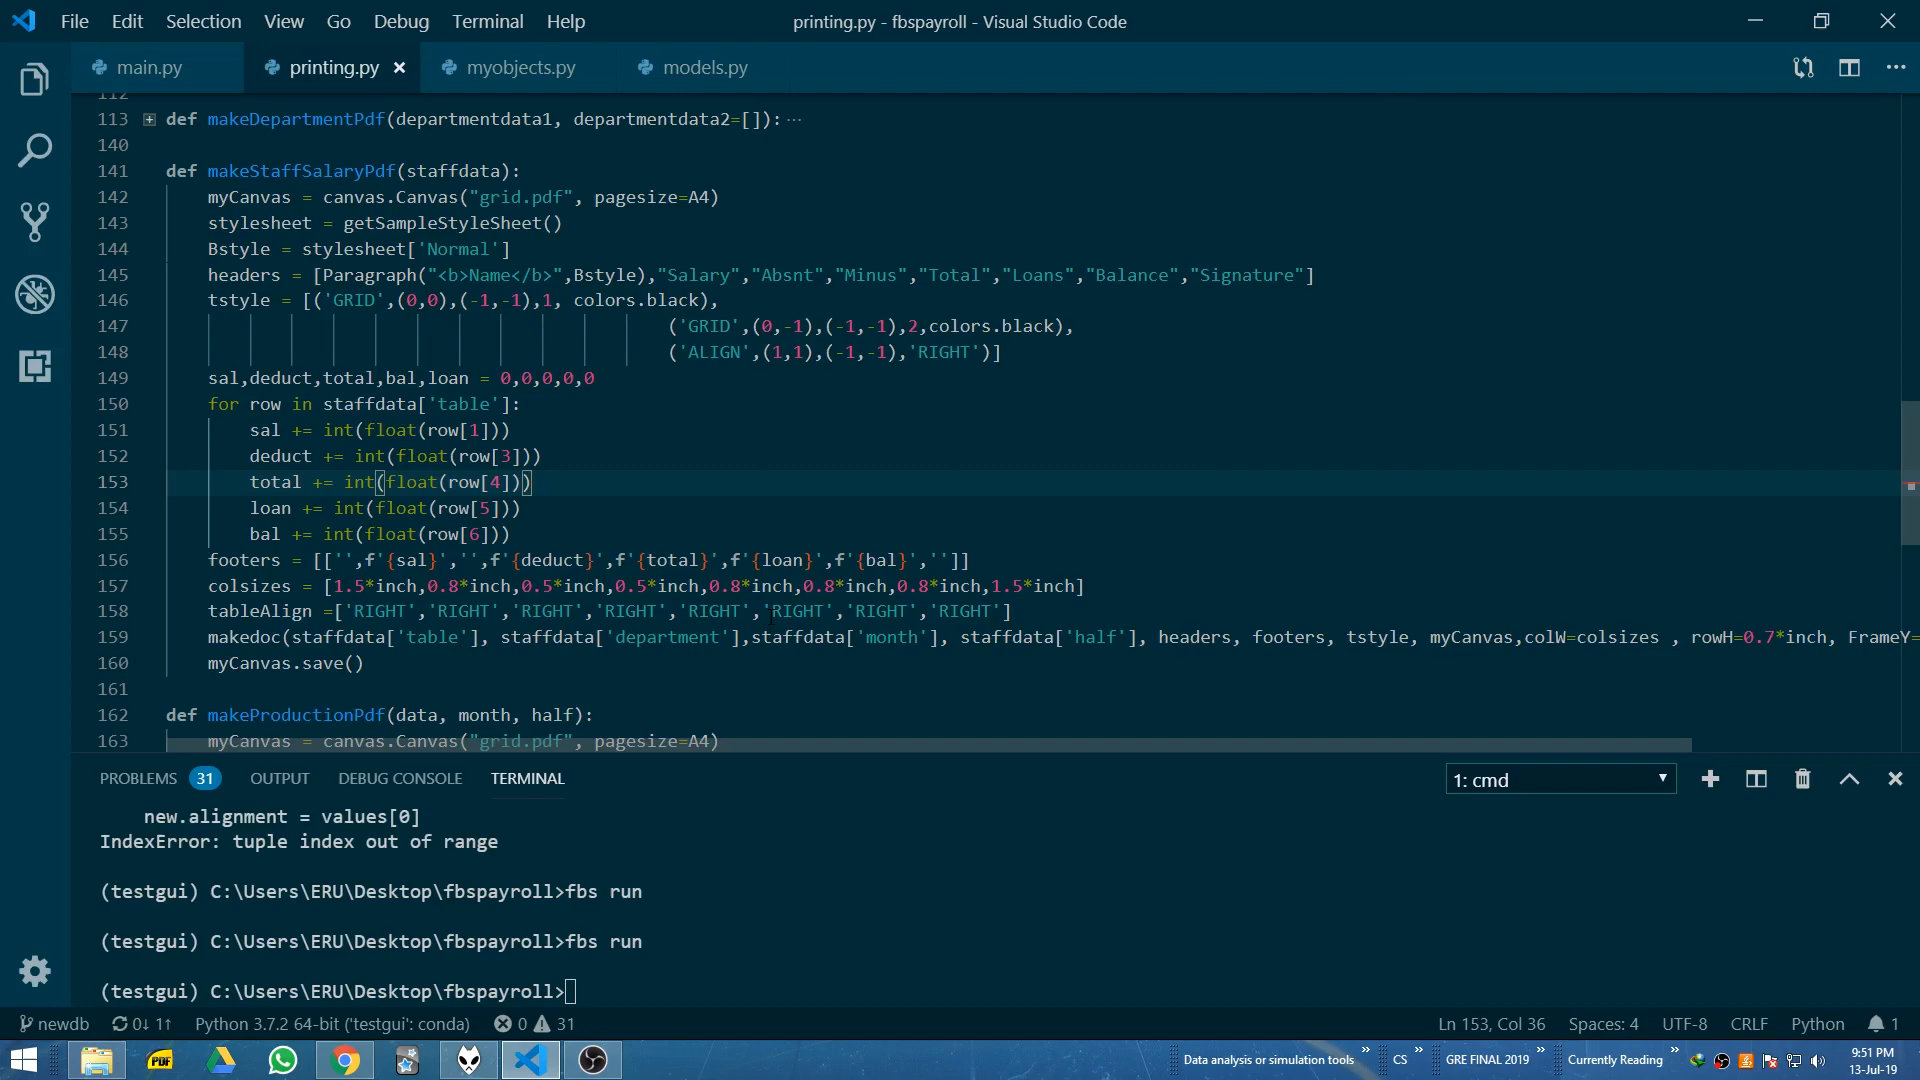 File Edit Selection View Go Debug Terminal Help printing.py - fbspayroll - Visual Studio Code
main.py printing.py myobjects.py models.py
112
113 def makeDepartmentPdf(departmentdata1, departmentdata2=[]): ···
140
141 def makeStaffSalaryPdf(staffdata):
142 myCanvas = canvas.Canvas("grid.pdf", pagesize=A4)
143 stylesheet = getSampleStyleSheet()
144 Bstyle = stylesheet['Normal']
145 headers = [Paragraph("<b>Name</b>",Bstyle),"Salary","Absnt","Minus","Total","Loans","Balance","Signature"]
146 tstyle = [('GRID',(0,0),(-1,-1),1, colors.black),
147 ('GRID',(0,-1),(-1,-1),2,colors.black),
148 ('ALIGN',(1,1),(-1,-1),'RIGHT')]
149 sal,deduct,total,bal,loan = 0,0,0,0,0
150 for row in staffdata['table']:
151 sal += int(float(row[1]))
152 deduct += int(float(row[3]))
153 total += int(float(row[4]))
154 loan += int(float(row[5]))
155 bal += int(float(row[6]))
156 footers = [['',f'{sal}','',f'{deduct}',f'{total}',f'{loan}',f'{bal}','']]
157 colsizes = [1.5*inch,0.8*inch,0.5*inch,0.5*inch,0.8*inch,0.8*inch,0.8*inch,1.5*inch]
158 tableAlign =['RIGHT','RIGHT','RIGHT','RIGHT','RIGHT','RIGHT','RIGHT','RIGHT']
159 makedoc(staffdata['table'], staffdata['department'],staffdata['month'], staffdata['half'], headers, footers, tstyle, myCanvas,colW=colsizes , rowH=0.7*inch, FrameY=
160 myCanvas.save()
161
162 def makeProductionPdf(data, month, half):
163 myCanvas = canvas.Canvas("grid.pdf", pagesize=A4)
PROBLEMS 31 OUTPUT DEBUG CONSOLE TERMINAL 1: cmd
new.alignment = values[0]
IndexError: tuple index out of range
(testgui) C:\Users\ERU\Desktop\fbspayroll>fbs run
(testgui) C:\Users\ERU\Desktop\fbspayroll>fbs run
(testgui) C:\Users\ERU\Desktop\fbspayroll>
newdb 0↓ 1↑ Python 3.7.2 64-bit ('testgui': conda) 0 31 Ln 153, Col 36 Spaces: 4 UTF-8 CRLF Python 1
PDF Data analysis or simulation tools » CS » GRE FINAL 2019 » Currently Reading » 9:51 PM
13-Jul-19